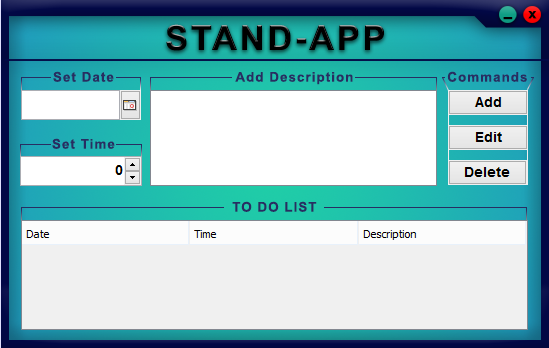 STAND-APP
Set Date Add Description Commands
Add
Edit
Set Time
0
Delete
TO DO LIST
Date Time Description